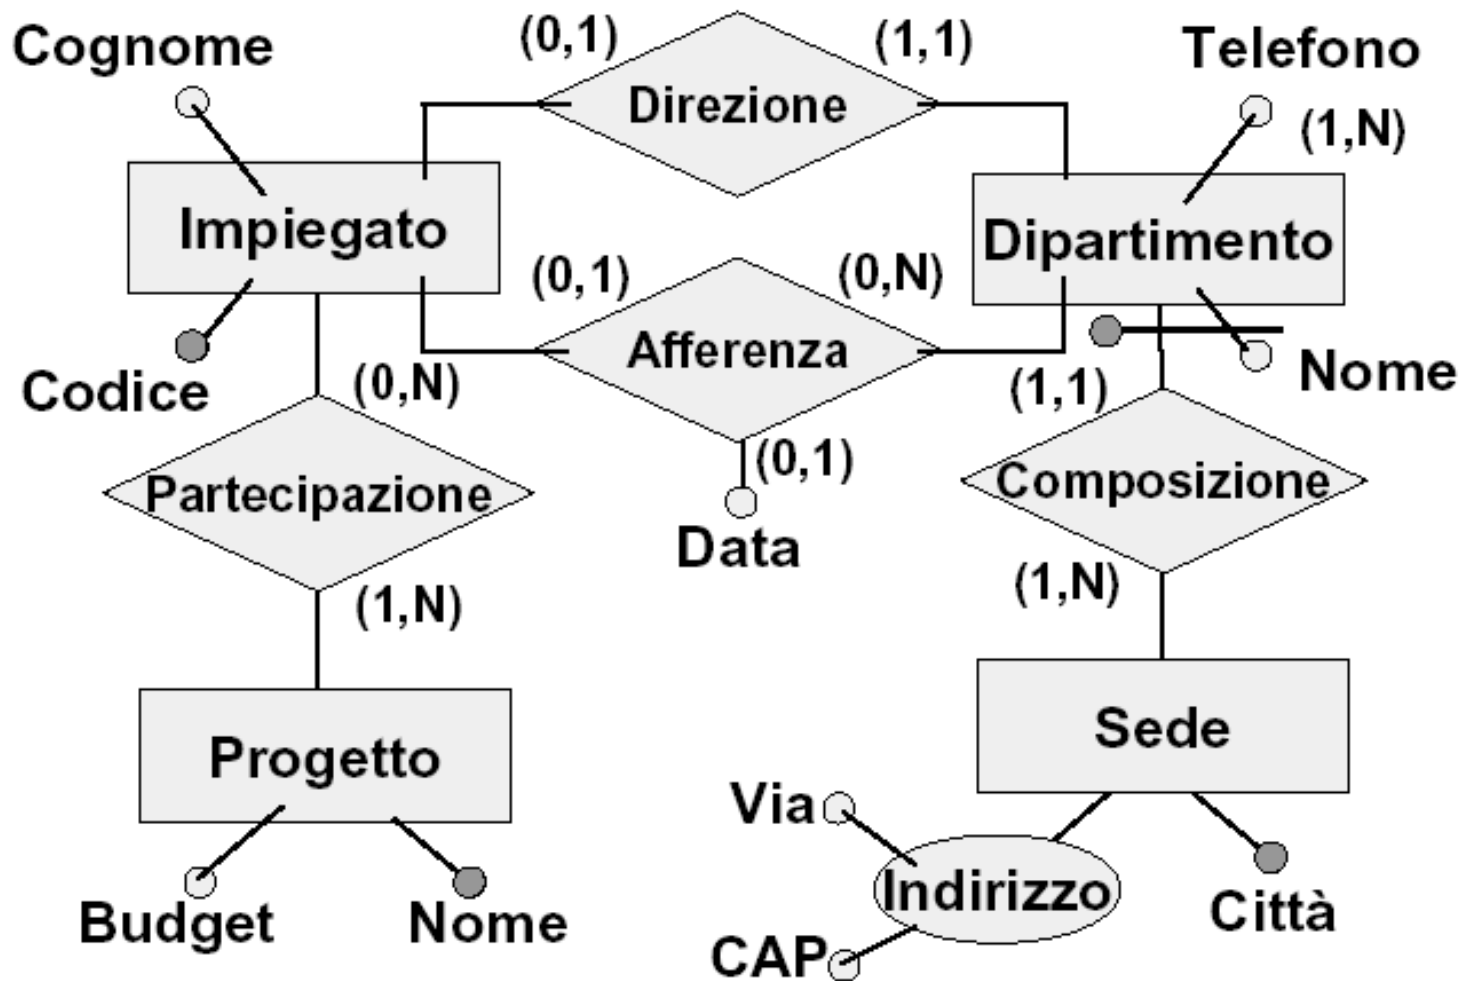 Cognome
(0,1)
(1,1)
Telefono
Direzione
(1,N)
Impiegato
Dipartimento
(0,1)
(0,N)
Afferenza
Codice
(0,N)
(1,1)
Nome
(0,1)
Partecipazione
Composizione
Data
(1,N)
(1,N)
Progetto
Sede
Via
Indirizzo
Budget
Nome
Città
CAP